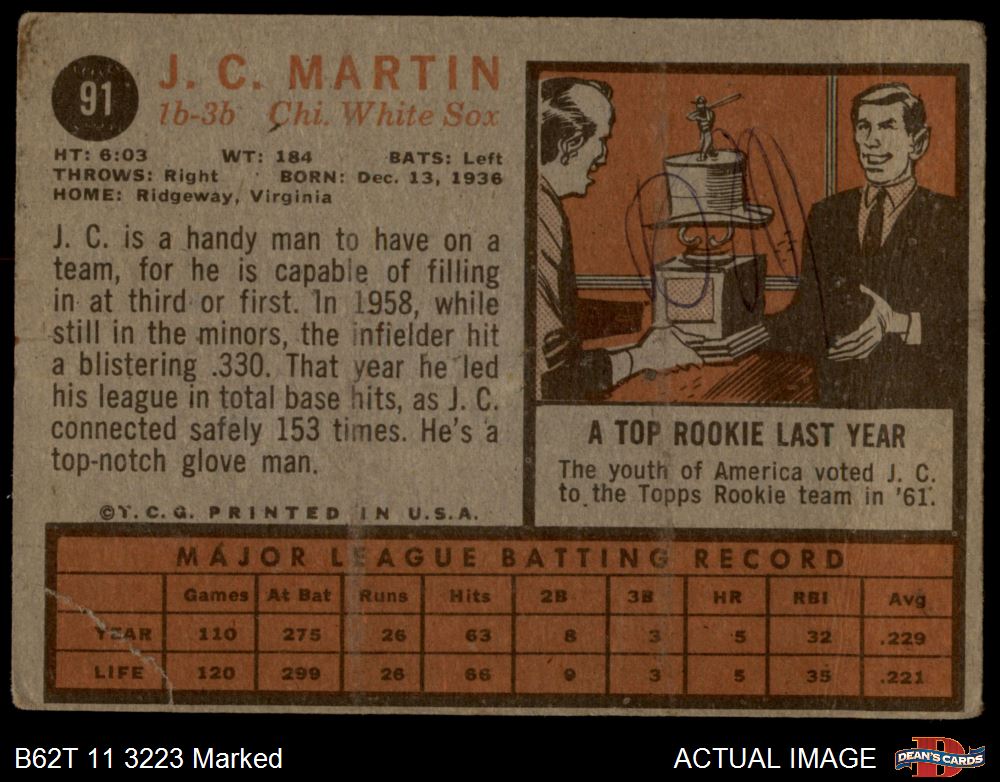 91
J. C. MARTIN
1b-3b Chi. White Sox
HT: 6:03 WT: 184 BATS: Left
THROWS: Right BORN: Dec. 13, 1936
HOME: Ridgeway, Virginia
J. C. is a handy man to have on a
team, for he is capable of filling
in at third or first. In 1958, while
still in the minors, the infielder hit
a blistering .330. That year he led
his league in total base hits, as J. C.
connected safely 153 times. He's a
top-notch glove man.
©T. C. G. PRINTED IN U.S.A.
A TOP ROOKIE LAST YEAR
The youth of America voted J. C.
to the Topps Rookie team in '61.
MAJOR LEAGUE BATTING RECORD
Games At Bat Runs Hits 2B 3B HR RBI Avg
YEAR 110 275 26 63 8 3 5 32 .229
LIFE 120 299 26 66 9 3 5 35 .221
B62T 11 3223 Marked
ACTUAL IMAGE
D
DEAN'S CARDS